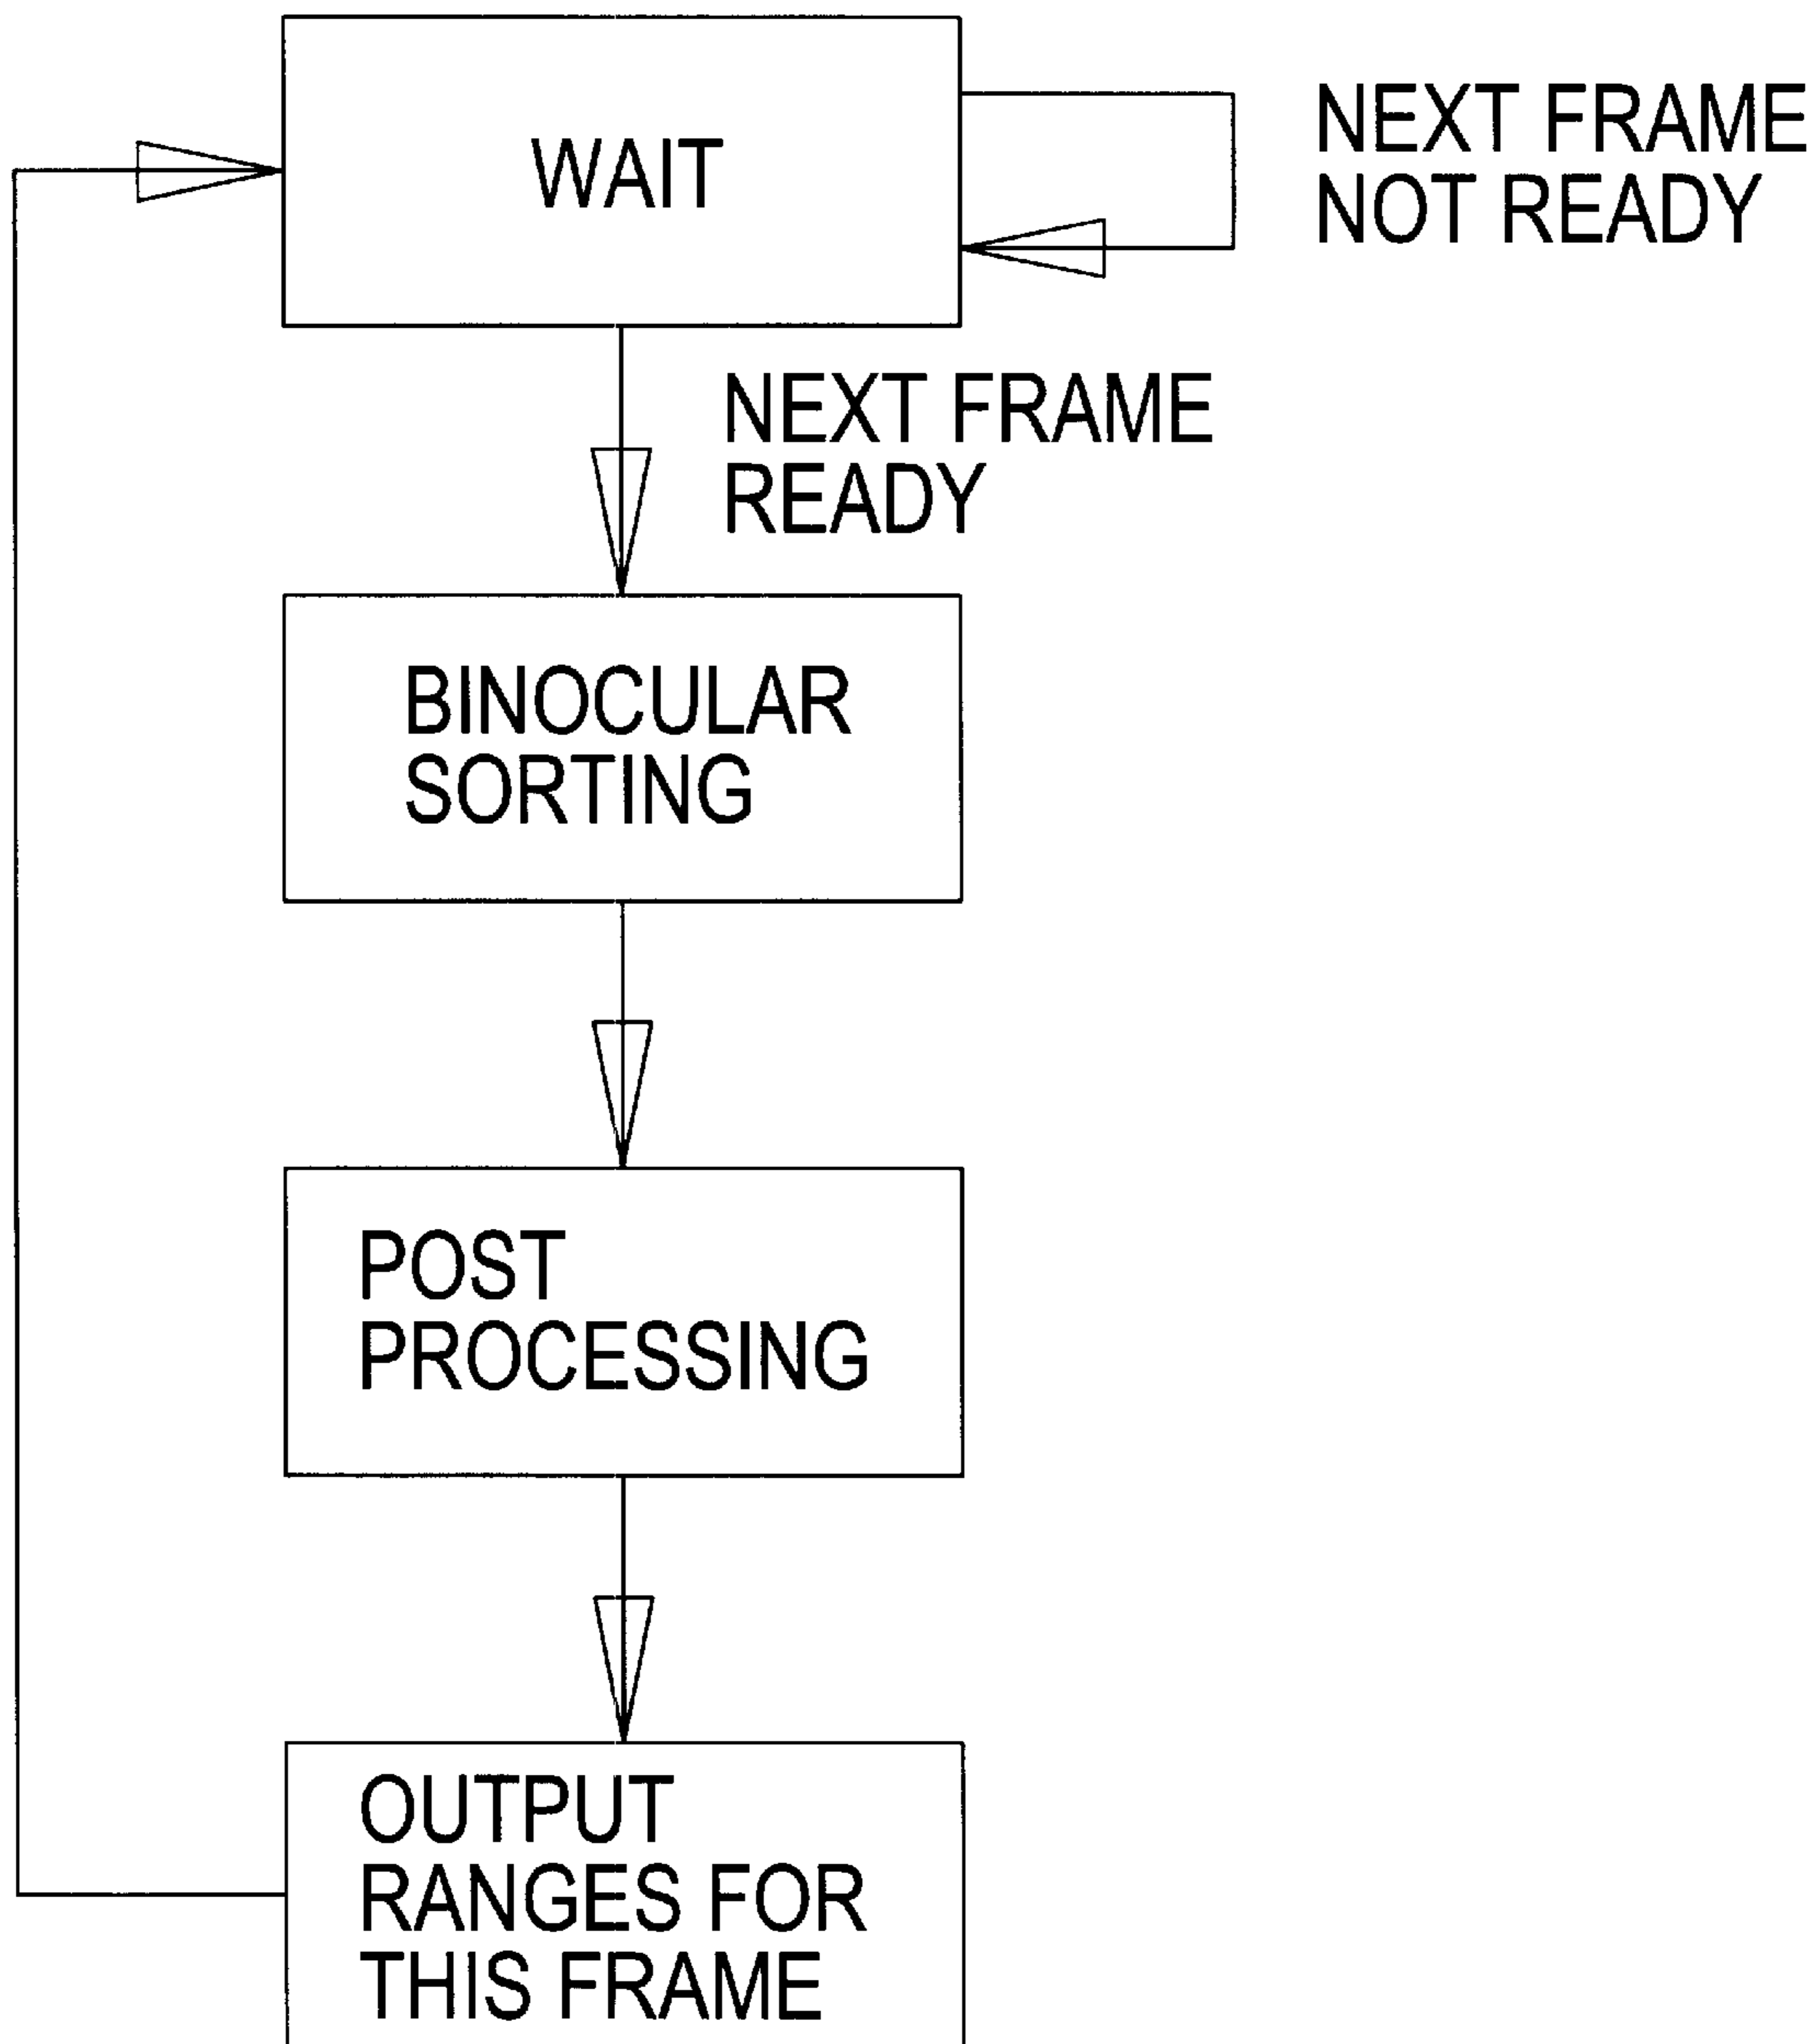 WAIT
NEXT FRAME
NOT READY
NEXT FRAME
READY
BINOCULAR
SORTING
POST
PROCESSING
OUTPUT
RANGES FOR
THIS FRAME